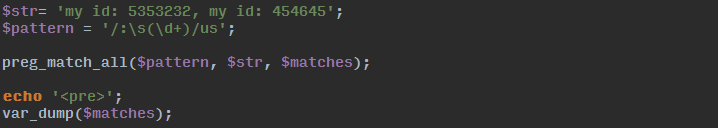 $str= 'my id: 5353232, my id: 454645';
$pattern = '/:\s(\d+)/us';
preg_match_all($pattern, $str, $matches);
echo '<pre>';
var_dump($matches);